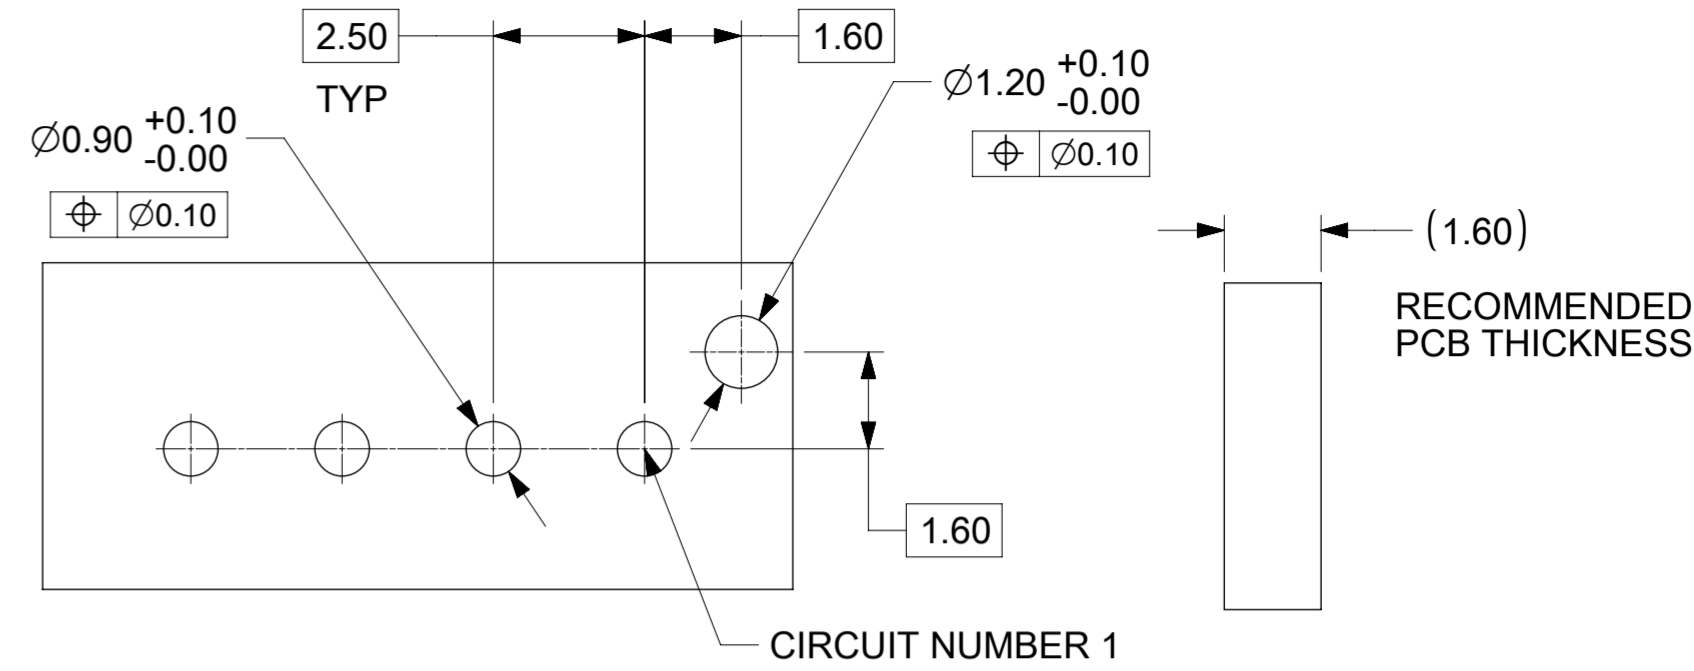 2.50
TYP
1.60
⌀0.90 +0.10
-0.00
⌖ ⌀0.10
⌀1.20 +0.10
-0.00
⌖ ⌀0.10
(1.60)
RECOMMENDED
PCB THICKNESS
1.60
CIRCUIT NUMBER 1